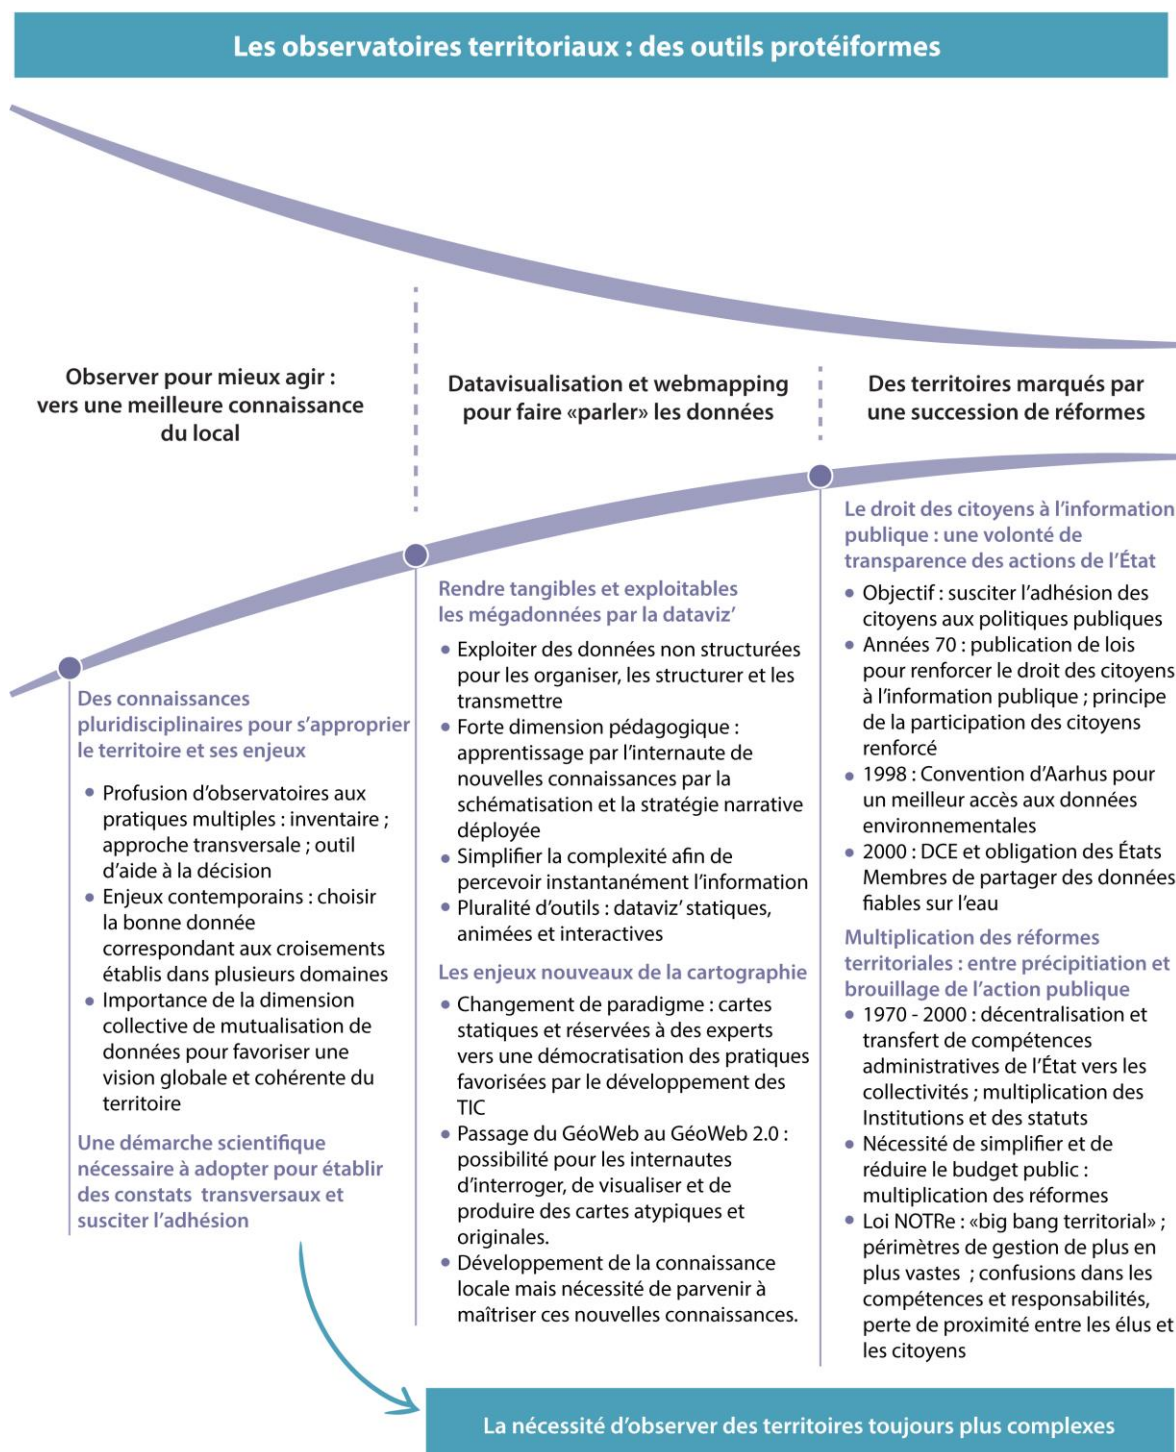 Les observatoires territoriaux : des outils protéiformes
Observer pour mieux agir :
vers une meilleure connaissance
du local
Des connaissances
pluridisciplinaires pour s’approprier
le territoire et ses enjeux
• Profusion d’observatoires aux
pratiques multiples : inventaire ;
approche transversale ; outil
d’aide à la décision
• Enjeux contemporains : choisir
la bonne donnée
correspondant aux croisements
établis dans plusieurs domaines
• Importance de la dimension
collective de mutualisation de
données pour favoriser une
vision globale et cohérente du
territoire
Une démarche scientifique
nécessaire à adopter pour établir
des constats transversaux et
susciter l’adhésion
Datavisualisation et webmapping
pour faire «parler» les données
Rendre tangibles et exploitables
les mégadonnées par la dataviz’
• Exploiter des données non structurées
pour les organiser, les structurer et les
transmettre
• Forte dimension pédagogique :
apprentissage par l’internaute de
nouvelles connaissances par la
schématisation et la stratégie narrative
déployée
• Simplifier la complexité afin de
percevoir instantanément l’information
• Pluralité d’outils : dataviz’ statiques,
animées et interactives
Les enjeux nouveaux de la cartographie
• Changement de paradigme : cartes
statiques et réservées à des experts
vers une démocratisation des pratiques
favorisées par le développement des
TIC
• Passage du GéoWeb au GéoWeb 2.0 :
possibilité pour les internautes
d’interroger, de visualiser et de
produire des cartes atypiques et
originales.
• Développement de la connaissance
locale mais nécessité de parvenir à
maîtriser ces nouvelles connaissances.
Des territoires marqués par
une succession de réformes
Le droit des citoyens à l’information
publique : une volonté de
transparence des actions de l’État
• Objectif : susciter l’adhésion des
citoyens aux politiques publiques
• Années 70 : publication de lois
pour renforcer le droit des citoyens
à l’information publique ; principe
de la participation des citoyens
renforcé
• 1998 : Convention d’Aarhus pour
un meilleur accès aux données
environnementales
• 2000 : DCE et obligation des États
Membres de partager des données
fiables sur l’eau
Multiplication des réformes
territoriales : entre précipitiation et
brouillage de l’action publique
• 1970 - 2000 : décentralisation et
transfert de compétences
administratives de l’État vers les
collectivités ; multiplication des
Institutions et des statuts
• Nécessité de simplifier et de
réduire le budget public :
multiplication des réformes
• Loi NOTRe : «big bang territorial» ;
périmètres de gestion de plus en
plus vastes ; confusions dans les
compétences et responsabilités,
perte de proximité entre les élus et
les citoyens
La nécessité d’observer des territoires toujours plus complexes